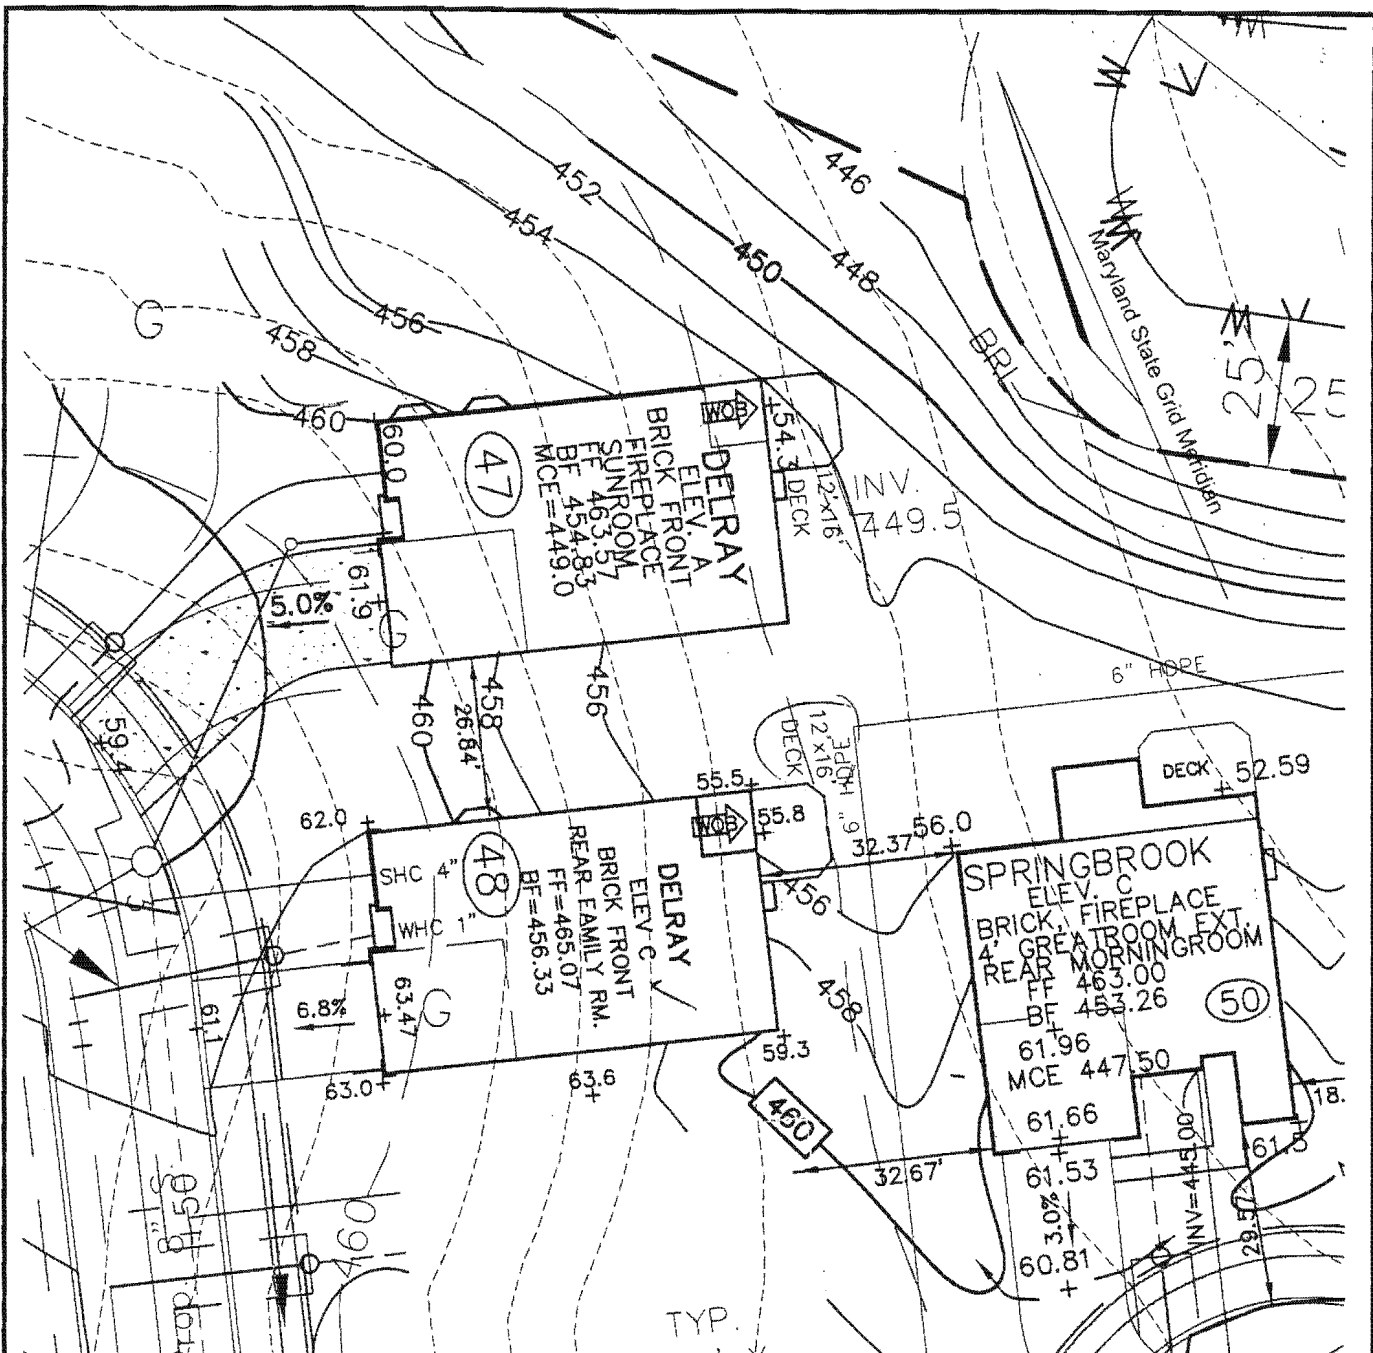 446
452
454
450
448
456
458
460
G
W
W
Maryland State Grid Meridian
BRL
25'
25
60.0
47
WOB
54.3
DELRAY
ELEV. A
BRICK FRONT
FIREPLACE
SUNROOM
FF 463.57
BF 454.83
MCE=449.0
12'x16'
DECK
INV.
449.5
61.9
G
5.0%
59.4
460
26.84'
458
456
6" HDPE
12'x16'
DECK
6" HDPE
DECK
52.59
62.0
55.5
55.8
WOB
32.37
56.0
SHC 4"
WHC 1"
48
DELRAY
ELEV C
BRICK FRONT
REAR FAMILY RM.
FF=465.07
BF=456.33
63.47
G
6.8%
61.1
63.0
63.6
59.3
456
458
460
SPRINGBROOK
ELEV. C
BRICK, FIREPLACE
4' GREATROOM EXT.
REAR MORNINGROOM
FF 463.00
BF 453.26
50
61.96
MCE 447.50
61.66
32.67'
61.53
61.5
18.
3.0%
60.81
INV=445.00
29.57
8"S
460
TYP.